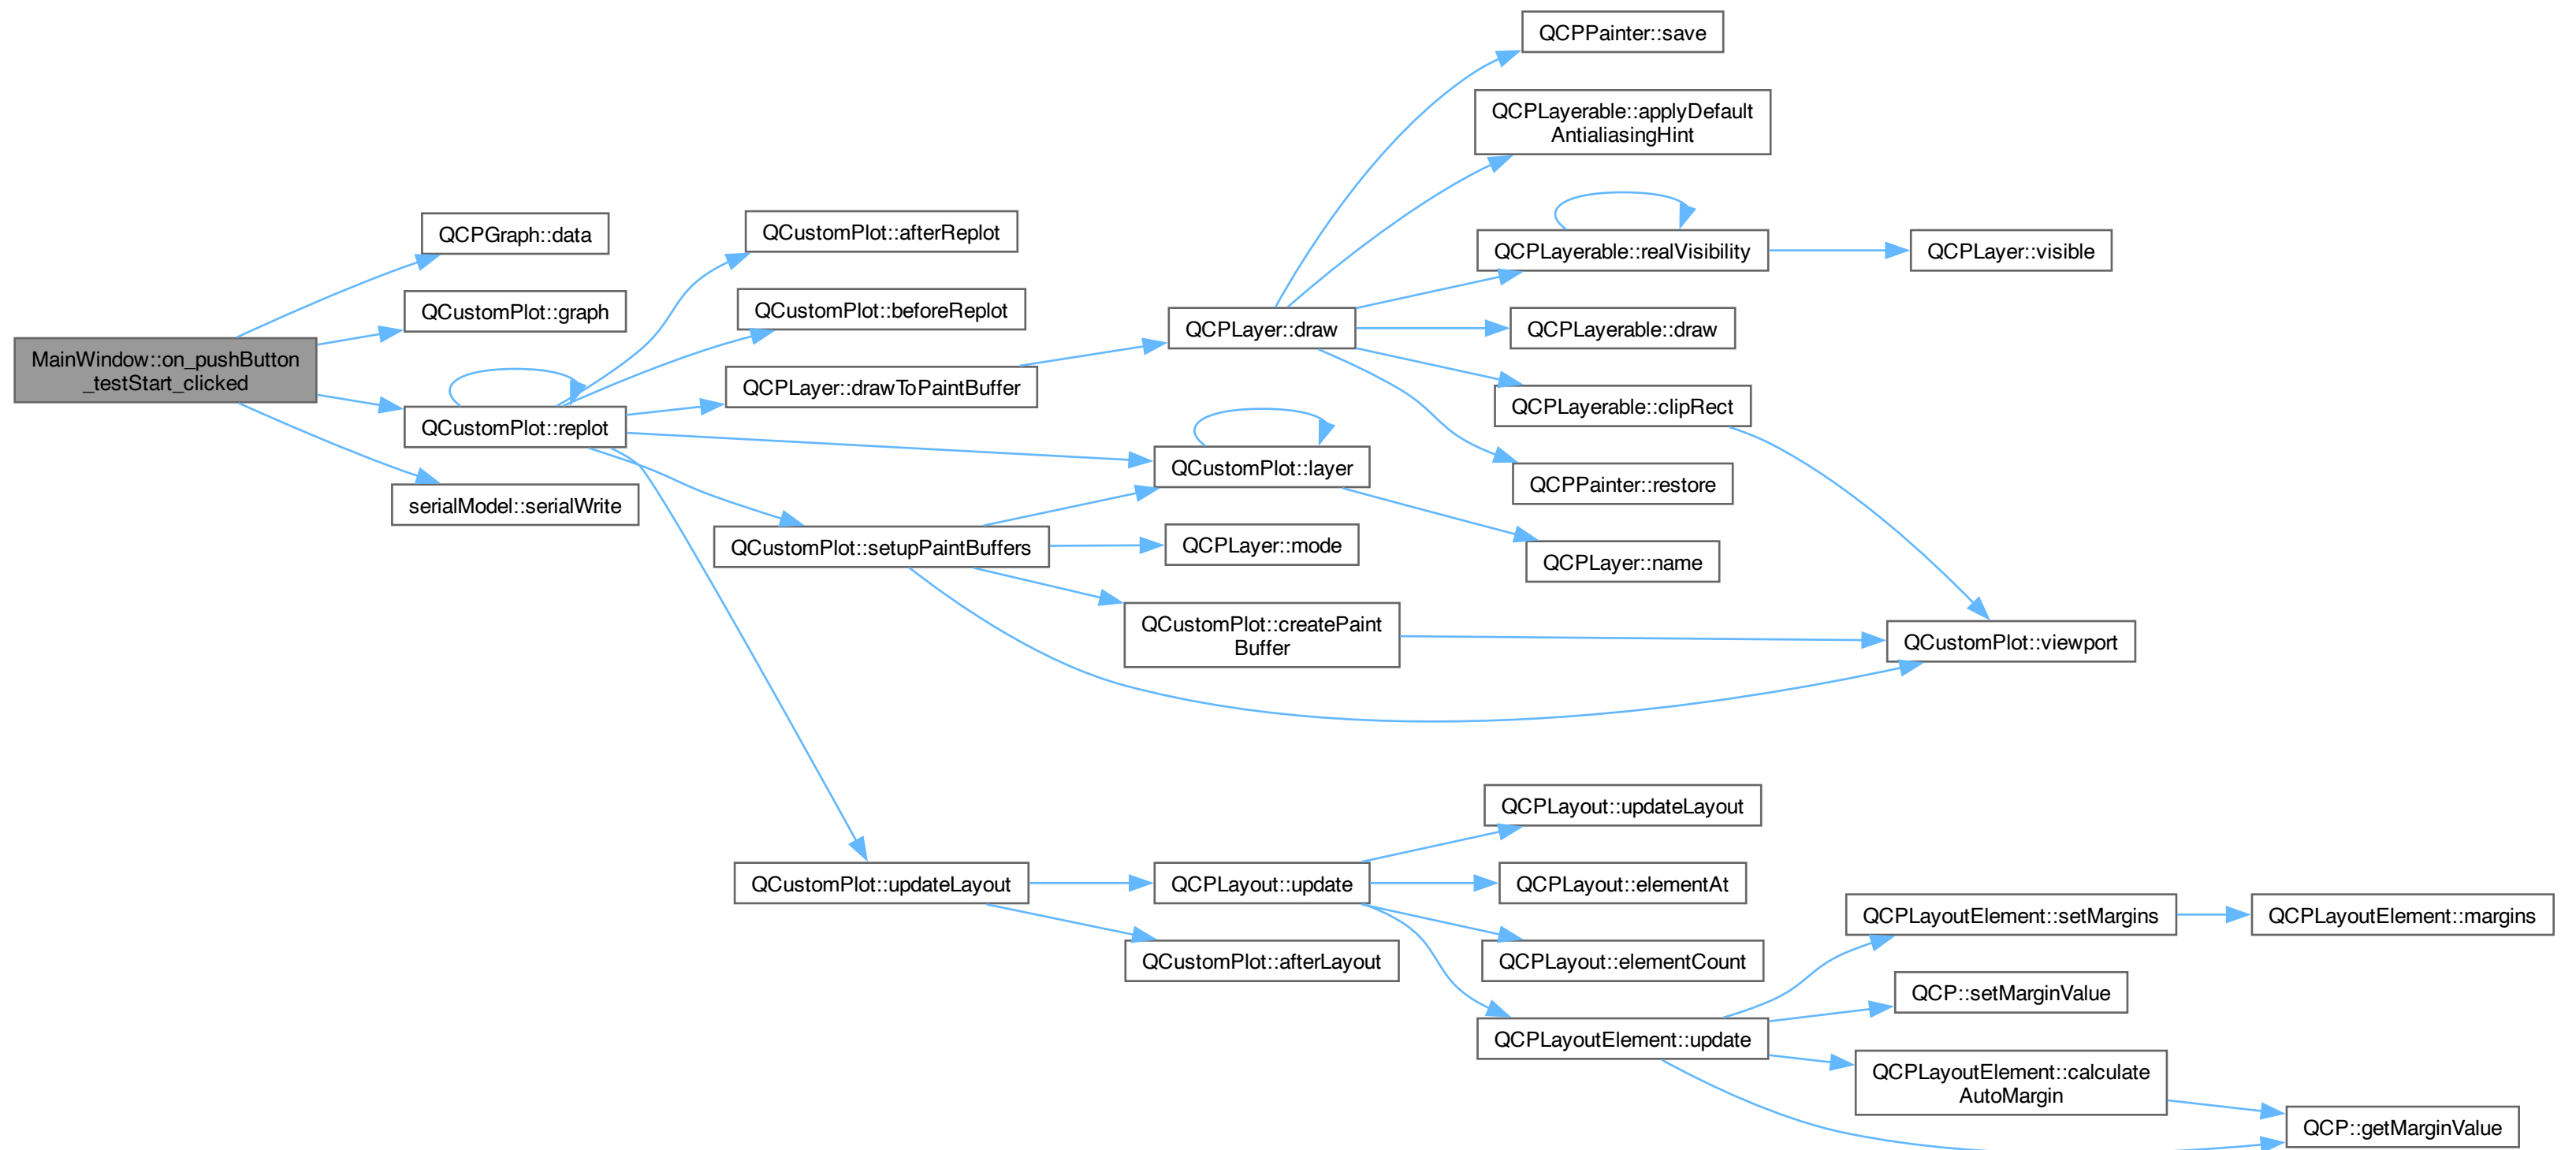 MainWindow::on_pushButton
_testStart_clicked
QCPGraph::data
QCustomPlot::graph
QCustomPlot::replot
serialModel::serialWrite
QCustomPlot::afterReplot
QCustomPlot::beforeReplot
QCPLayer::drawToPaintBuffer
QCustomPlot::setupPaintBuffers
QCustomPlot::updateLayout
QCPLayer::draw
QCustomPlot::layer
QCPLayer::mode
QCustomPlot::createPaint
Buffer
QCPLayout::update
QCustomPlot::afterLayout
QCPPainter::save
QCPLayerable::applyDefault
AntialiasingHint
QCPLayerable::realVisibility
QCPLayerable::draw
QCPLayerable::clipRect
QCPPainter::restore
QCPLayer::name
QCPLayout::updateLayout
QCPLayout::elementAt
QCPLayout::elementCount
QCPLayoutElement::update
QCPLayer::visible
QCustomPlot::viewport
QCPLayoutElement::setMargins
QCP::setMarginValue
QCPLayoutElement::calculate
AutoMargin
QCPLayoutElement::margins
QCP::getMarginValue